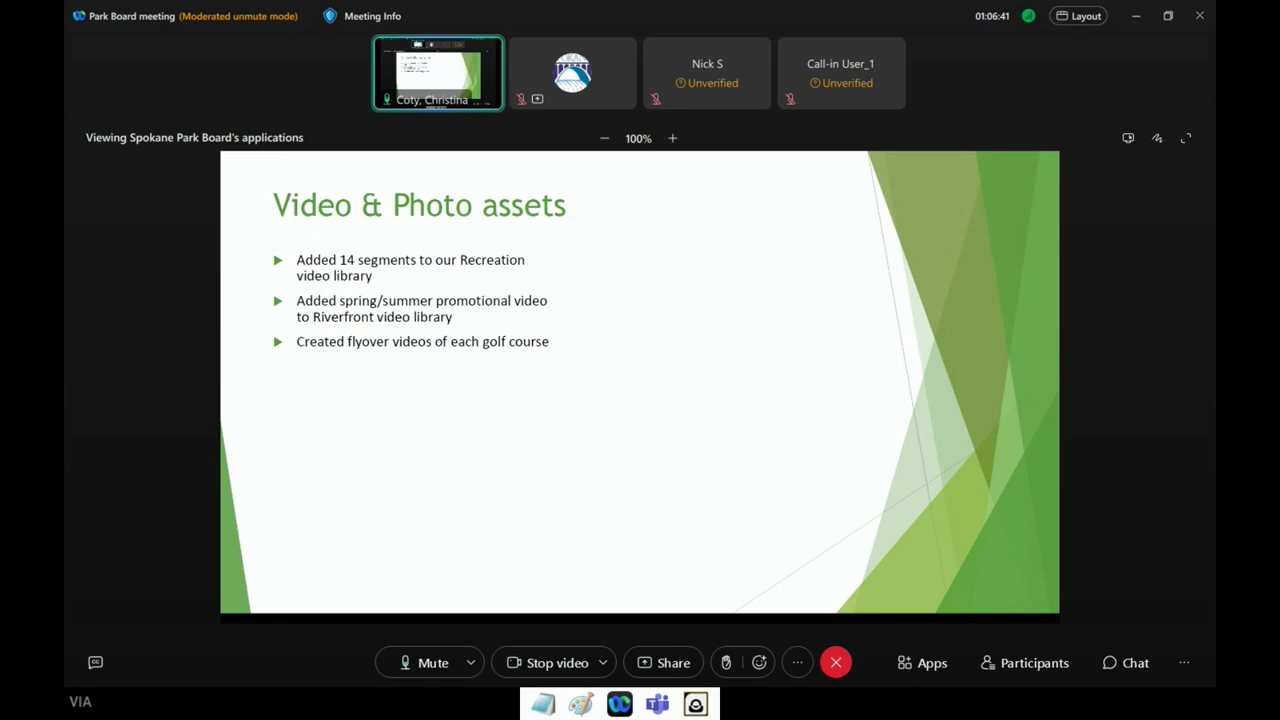 Park Board meeting (Moderated unmute mode)
Meeting Info
01:06:41
Layout
Coty, Christina
Nick S
Unverified
Call-in User_1
Unverified
Viewing Spokane Park Board's applications
100%
Video & Photo assets
Added 14 segments to our Recreation
video library
Added spring/summer promotional video
to Riverfront video library
Created flyover videos of each golf course
Mute
Stop video
Share
Apps
Participants
Chat
VIA